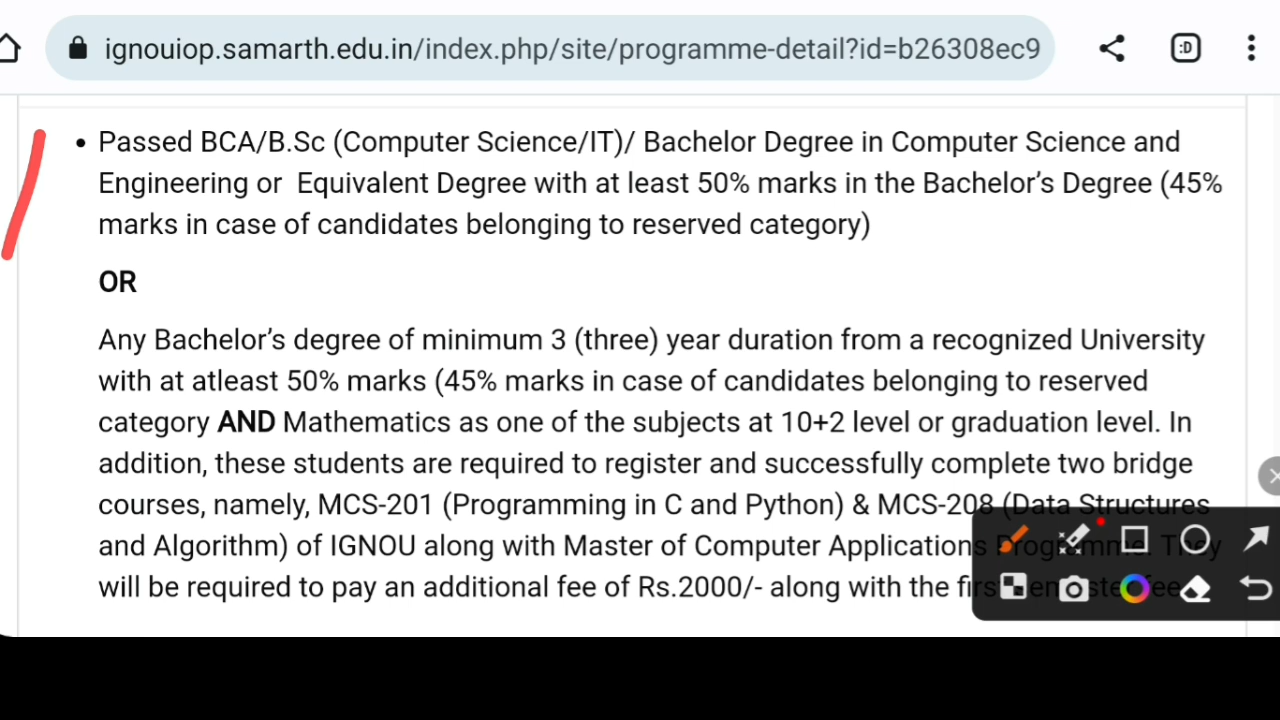 ignouiop.samarth.edu.in/index.php/site/programme-detail?id=b26308ec9
:D
Passed BCA/B.Sc (Computer Science/IT)/ Bachelor Degree in Computer Science and
Engineering or Equivalent Degree with at least 50% marks in the Bachelor’s Degree (45%
marks in case of candidates belonging to reserved category)
OR
Any Bachelor’s degree of minimum 3 (three) year duration from a recognized University
with at atleast 50% marks (45% marks in case of candidates belonging to reserved
category AND Mathematics as one of the subjects at 10+2 level or graduation level. In
addition, these students are required to register and successfully complete two bridge
courses, namely, MCS-201 (Programming in C and Python) & MCS-208 (Data Structures
and Algorithm) of IGNOU along with Master of Computer Applications Programme. They
will be required to pay an additional fee of Rs.2000/- along with the first semester fee